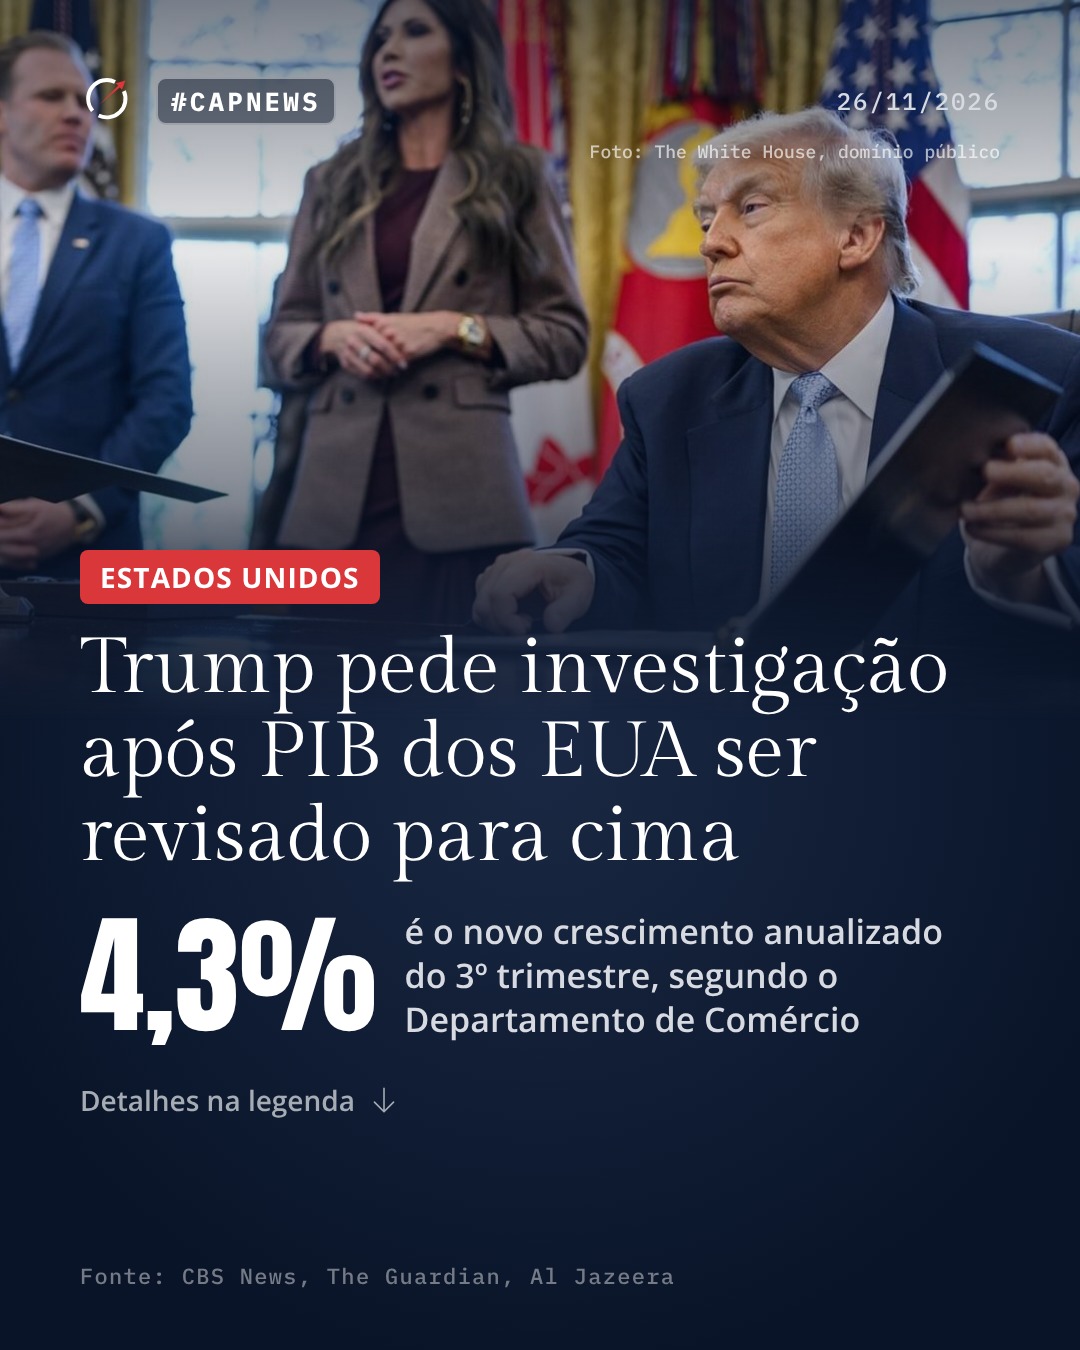 #CAPNEWS
26/11/2026
Foto: The White House, domínio público
ESTADOS UNIDOS
Trump pede investigação
após PIB dos EUA ser
revisado para cima
4,3%
é o novo crescimento anualizado
do 3º trimestre, segundo o
Departamento de Comércio
Detalhes na legenda ↓
Fonte: CBS News, The Guardian, Al Jazeera